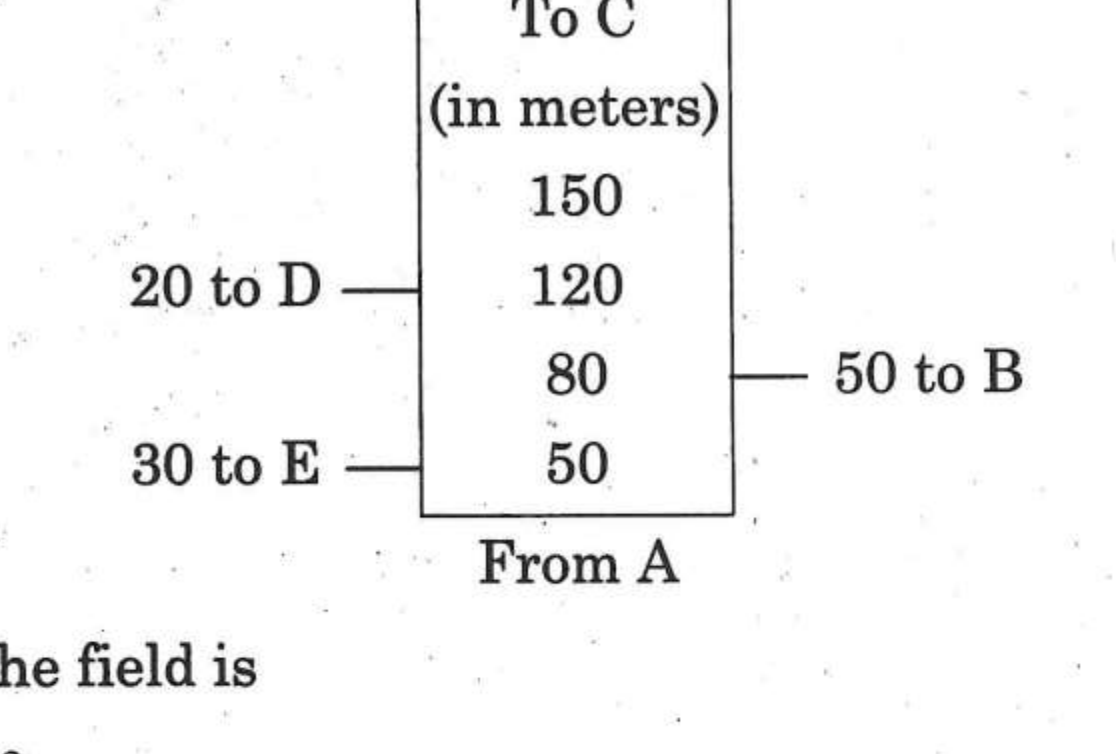 To C
(in meters)
150
20 to D 120
80 50 to B
30 to E 50
From A
he field is